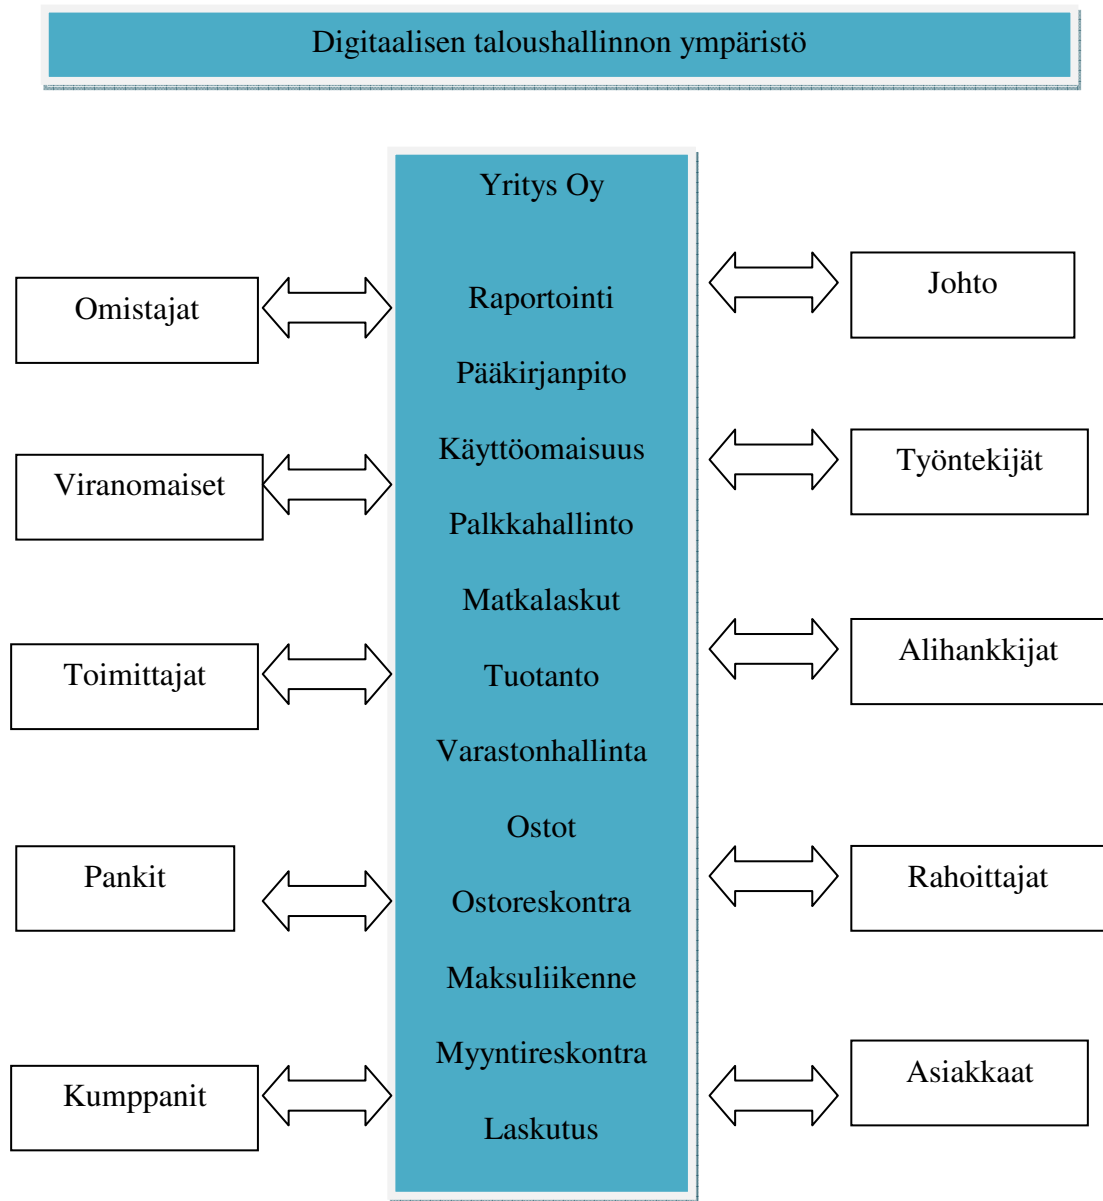 Digitaalisen taloushallinnon ympäristö
Yritys Oy
Omistajat
Raportointi
Johto
Pääkirjanpito
Viranomaiset
Käyttöomaisuus
Työntekijät
Palkkahallinto
Matkalaskut
Toimittajat
Tuotanto
Alihankkijat
Varastonhallinta
Ostot
Pankit
Ostoreskontra
Rahoittajat
Maksuliikenne
Myyntireskontra
Kumppanit
Laskutus
Asiakkaat